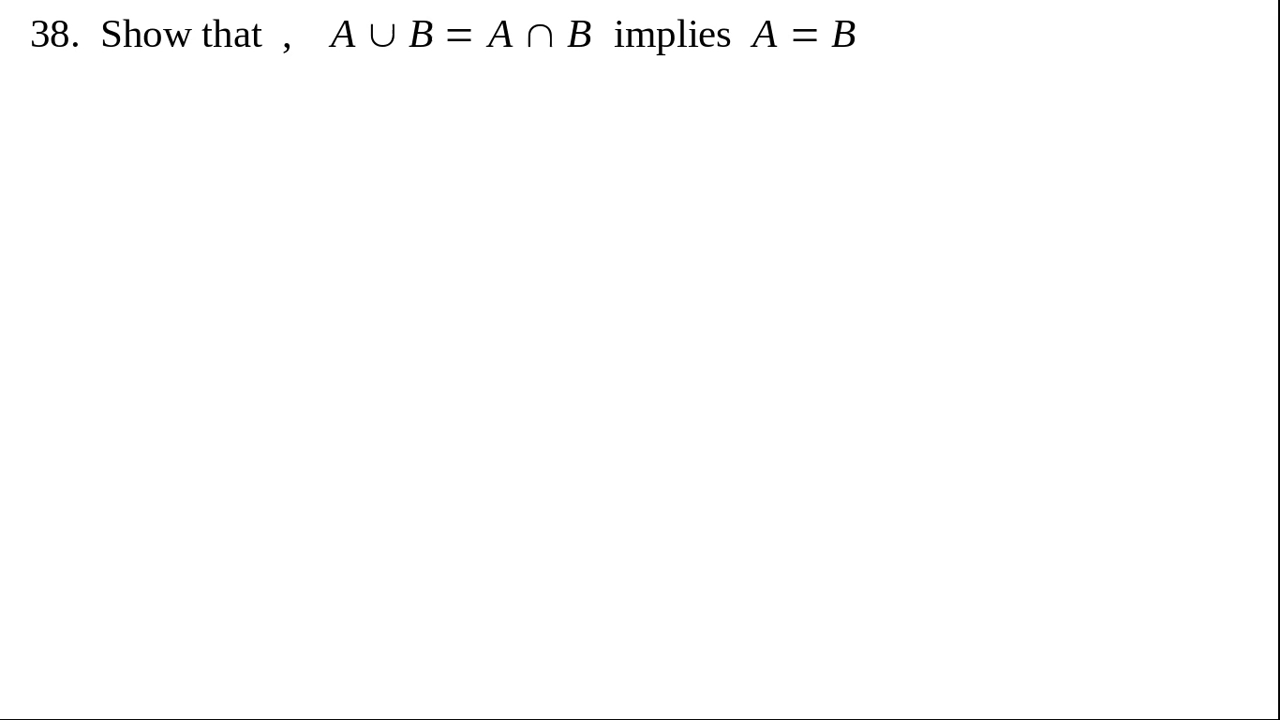 38. Show that , A ∪ B = A ∩ B implies A = B